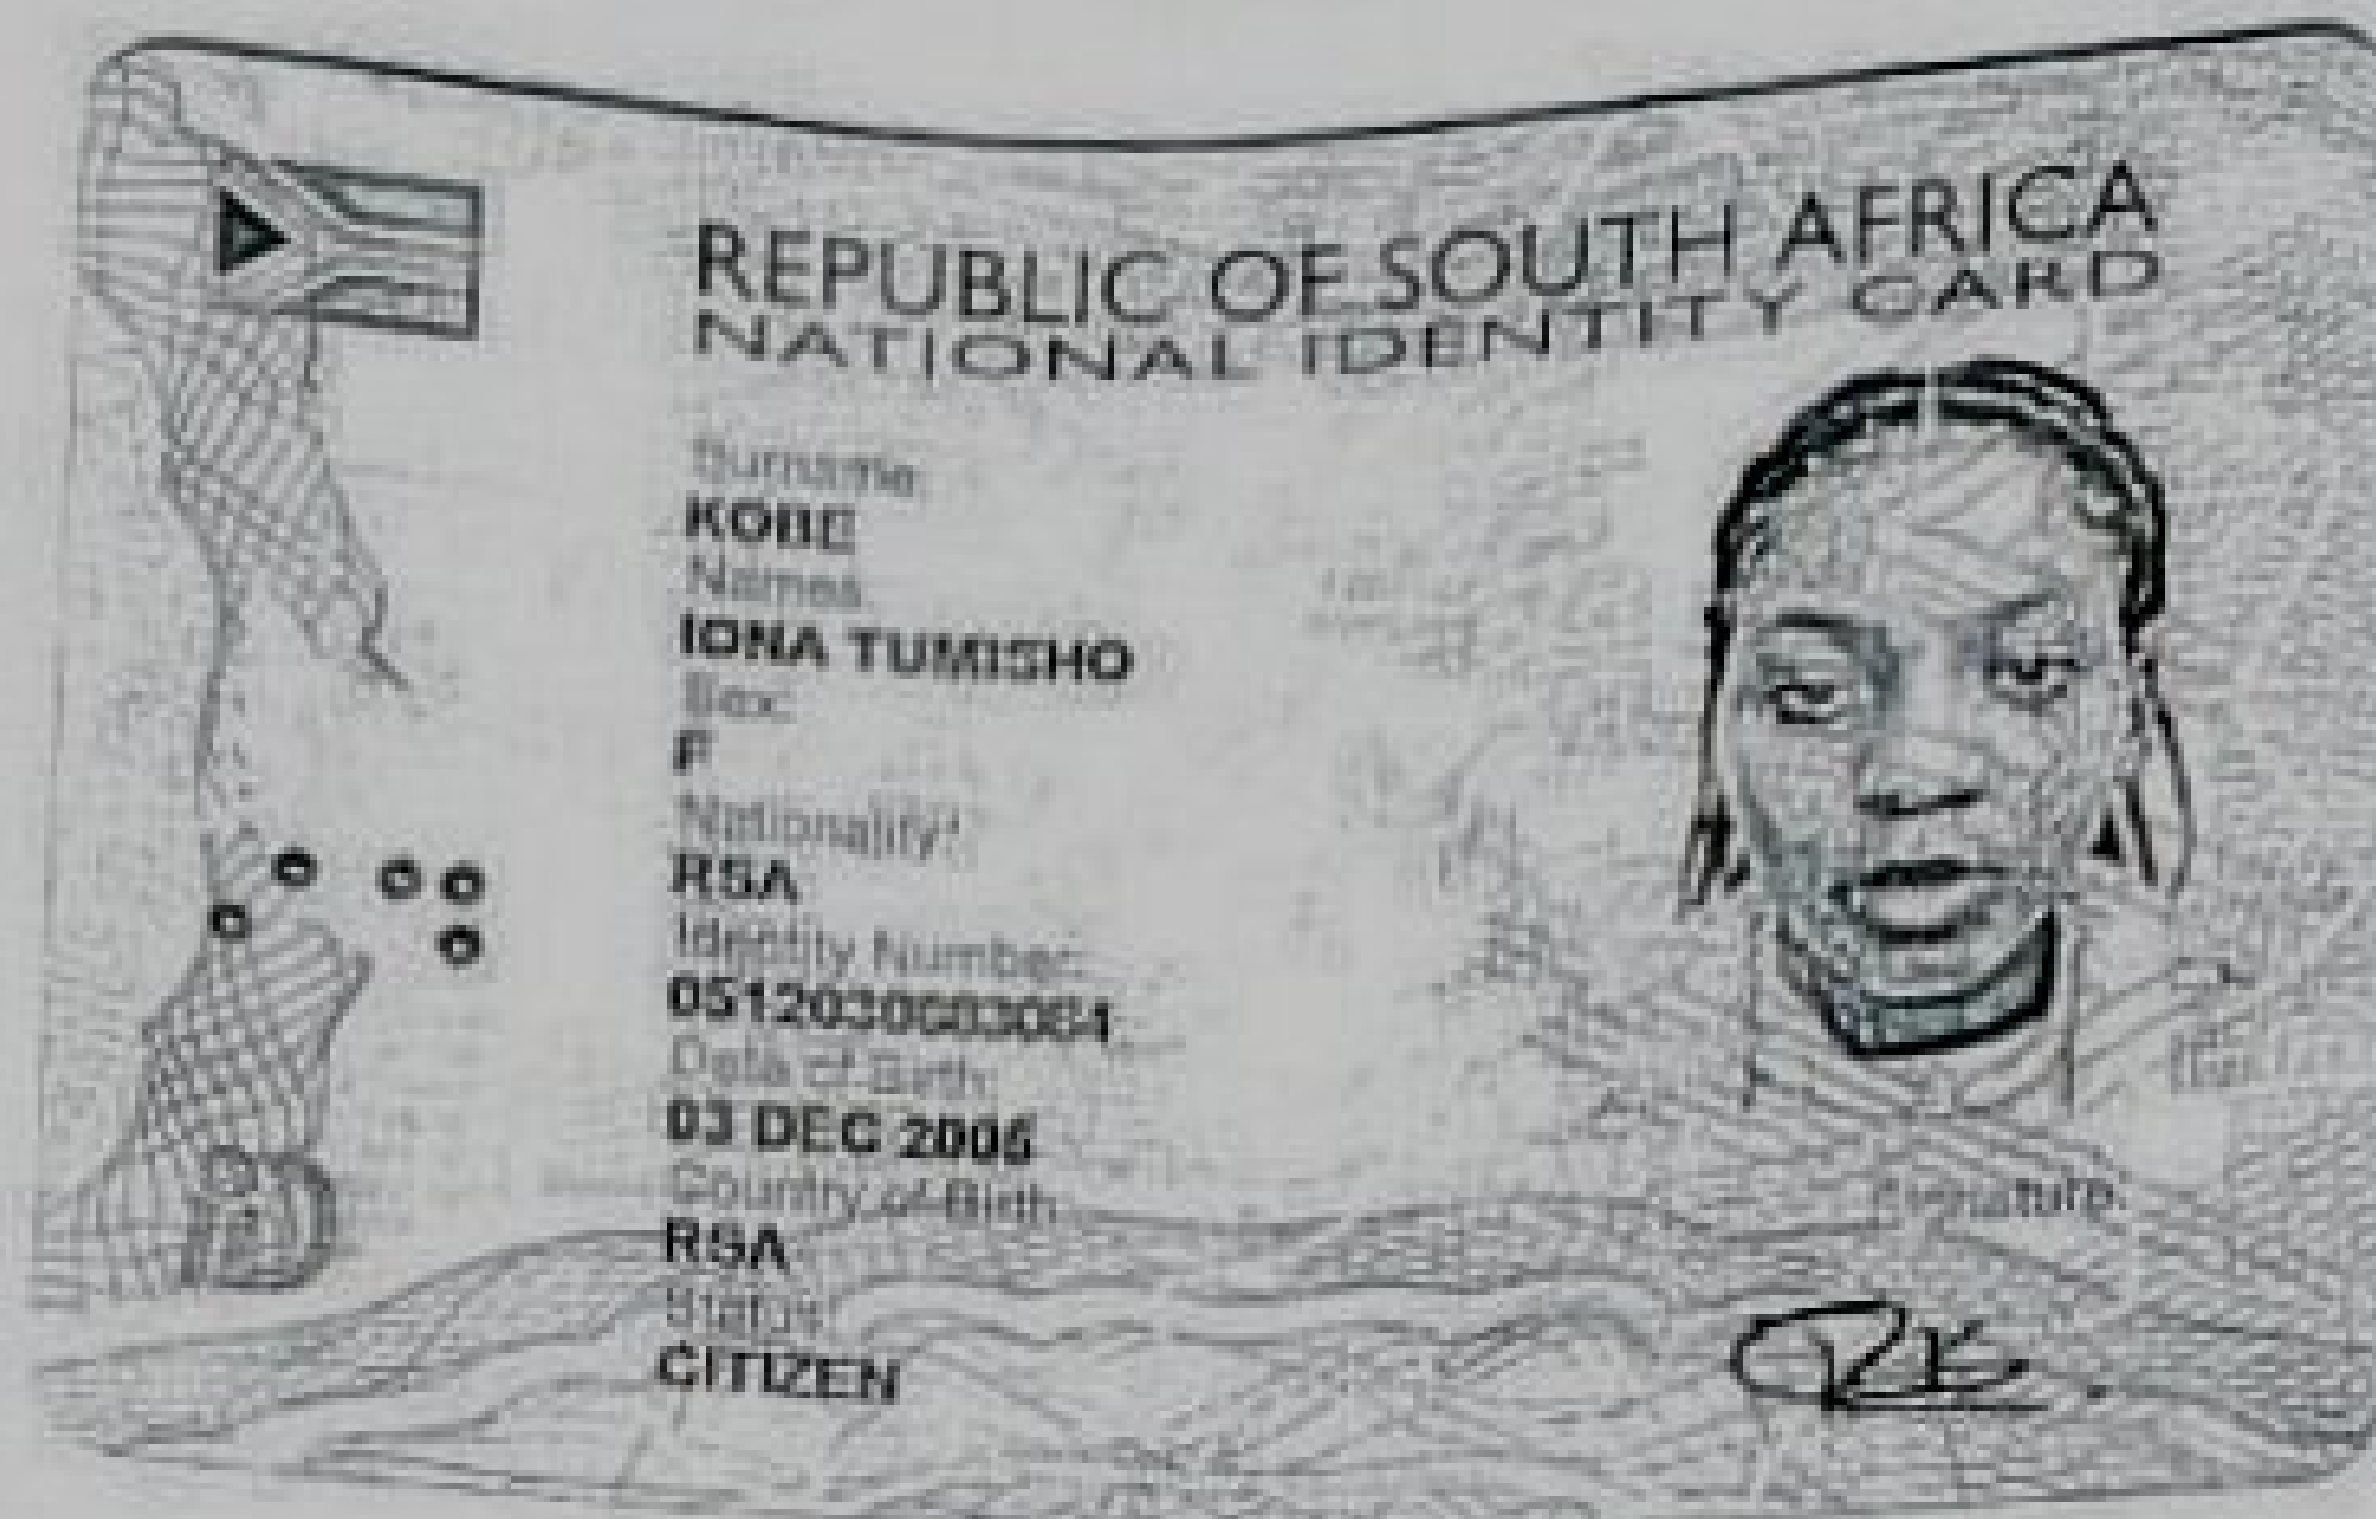 REPUBLIC OF SOUTH AFRICA
NATIONAL IDENTITY CARD
Surname
KOBE
Names
IONA TUMISHO
Sex
F
Nationality
RSA
Identity Number
Date of Birth
03 DEC 2005
Country of Birth
RSA
Status
CITIZEN
Signature